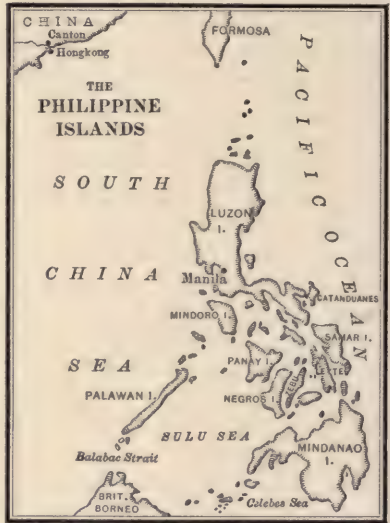 CHINA
Canton
Hongkong
FORMOSA
THE
PHILIPPINE
ISLANDS
PACIFIC OCEAN
SOUTH
CHINA
SEA
LUZON
I.
Manila
CATANDUANES
MINDORO I.
SAMAR I.
PANAY I.
LEYTE
CEBU
NEGROS I.
PALAWAN I.
SULU SEA
MINDANAO
I.
Balabac Strait
BRIT.
BORNEO
Celebes Sea